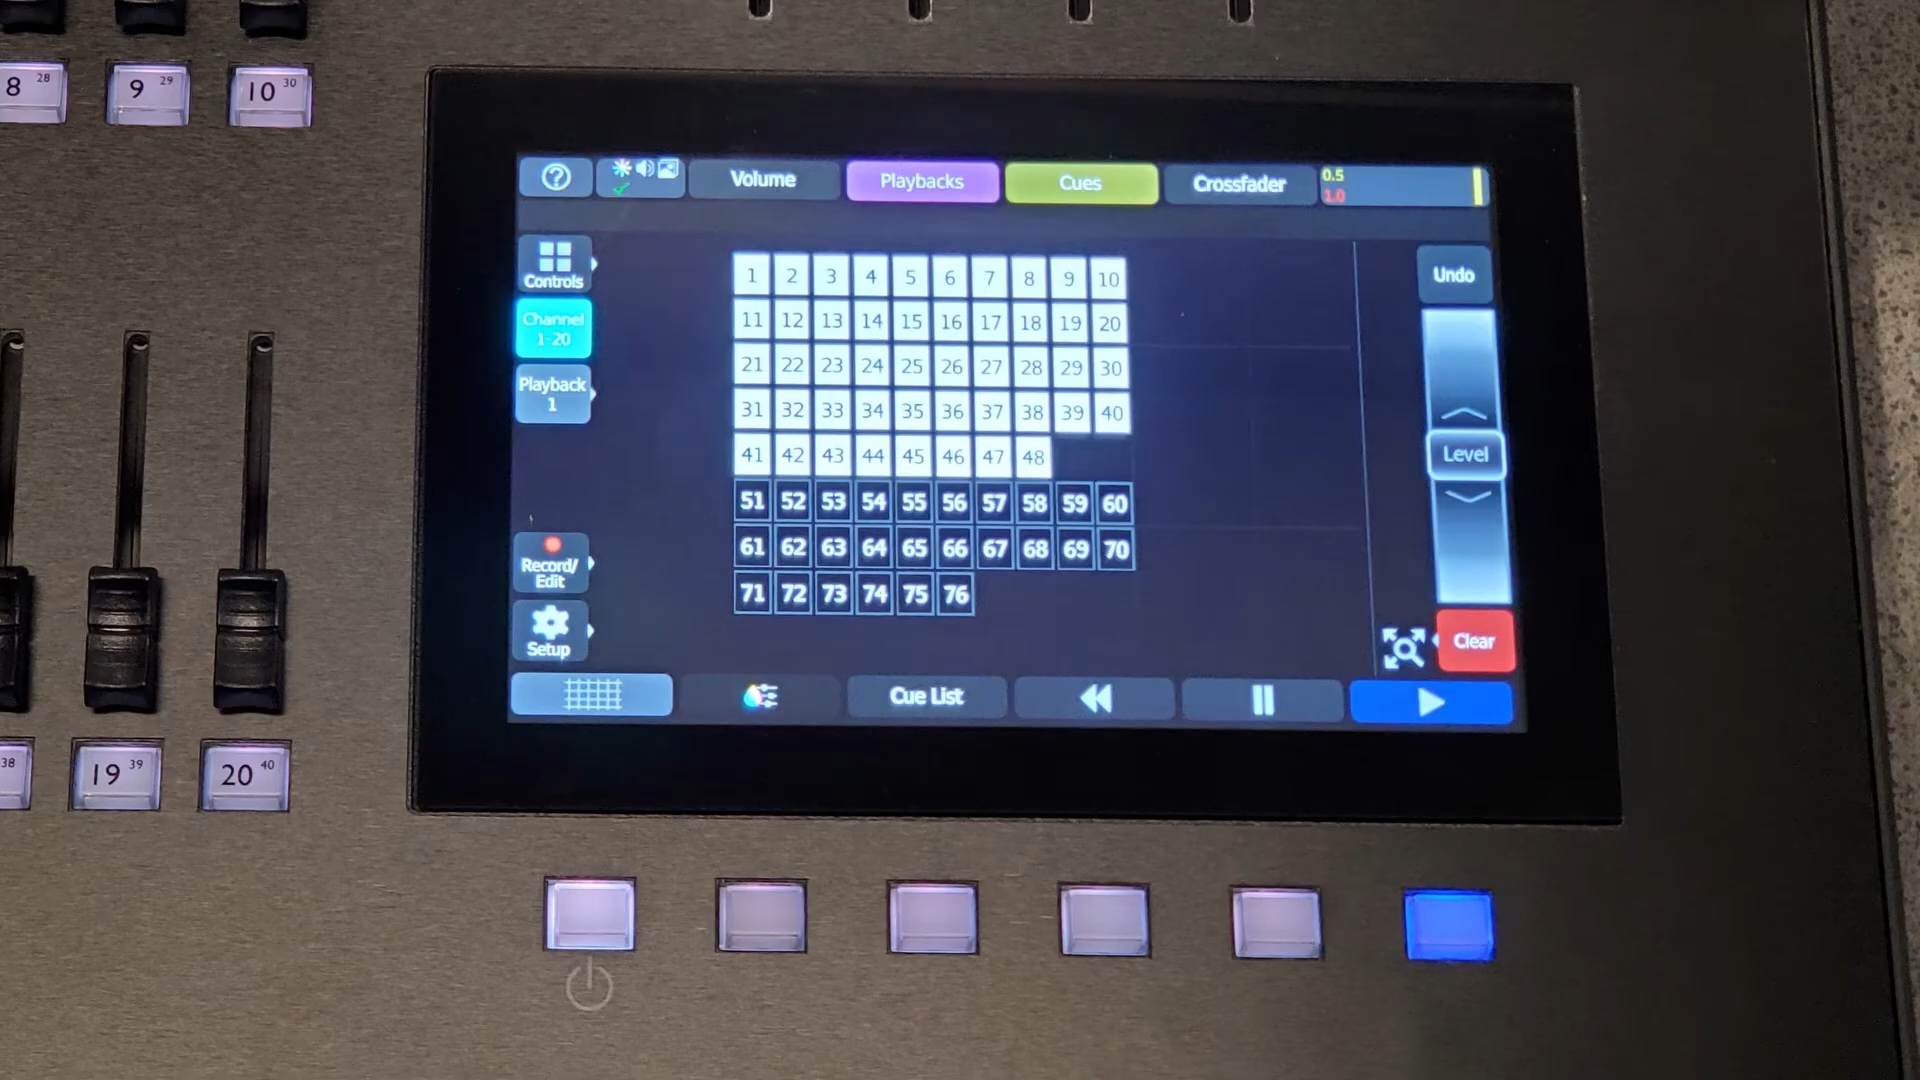 8 28
9 29
10 30
?
Volume
Playbacks
Cues
Crossfader
0.5
1.0
Controls
Channel
1-20
Playback
1
1 2 3 4 5 6 7 8 9 10
11 12 13 14 15 16 17 18 19 20
21 22 23 24 25 26 27 28 29 30
31 32 33 34 35 36 37 38 39 40
41 42 43 44 45 46 47 48
51 52 53 54 55 56 57 58 59 60
61 62 63 64 65 66 67 68 69 70
71 72 73 74 75 76
Undo
Level
Record/
Edit
Setup
Clear
Cue List
38
19 39
20 40